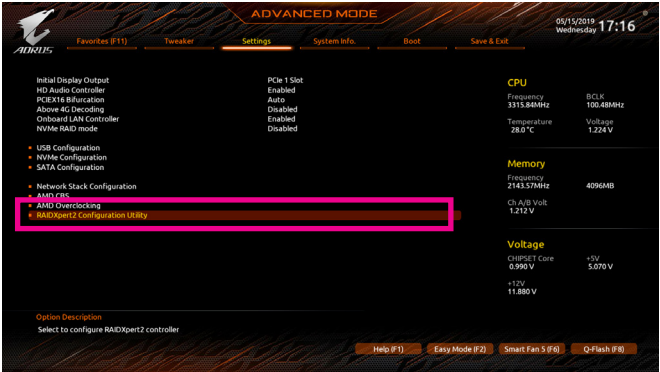 ADVANCED MODE
05/15/2019 Wednesday 17:16
AORUS
Favorites (F11) Tweaker Settings System Info. Boot Save & Exit
Initial Display Output PCIe 1 Slot
HD Audio Controller Enabled
PCIEX16 Bifurcation Auto
Above 4G Decoding Disabled
Onboard LAN Controller Enabled
NVMe RAID mode Disabled
USB Configuration
NVMe Configuration
SATA Configuration
Network Stack Configuration
AMD CBS
AMD Overclocking
RAIDXpert2 Configuration Utility
CPU
Frequency BCLK
3315.84MHz 100.48MHz
Temperature Voltage
28.0 °C 1.224 V
Memory
Frequency
2143.57MHz 4096MB
Ch A/B Volt
1.212 V
Voltage
CHIPSET Core +5V
0.990 V 5.070 V
+12V
11.880 V
Option Description
Select to configure RAIDXpert2 controller
Help (F1) Easy Mode (F2) Smart Fan 5 (F6) Q-Flash (F8)